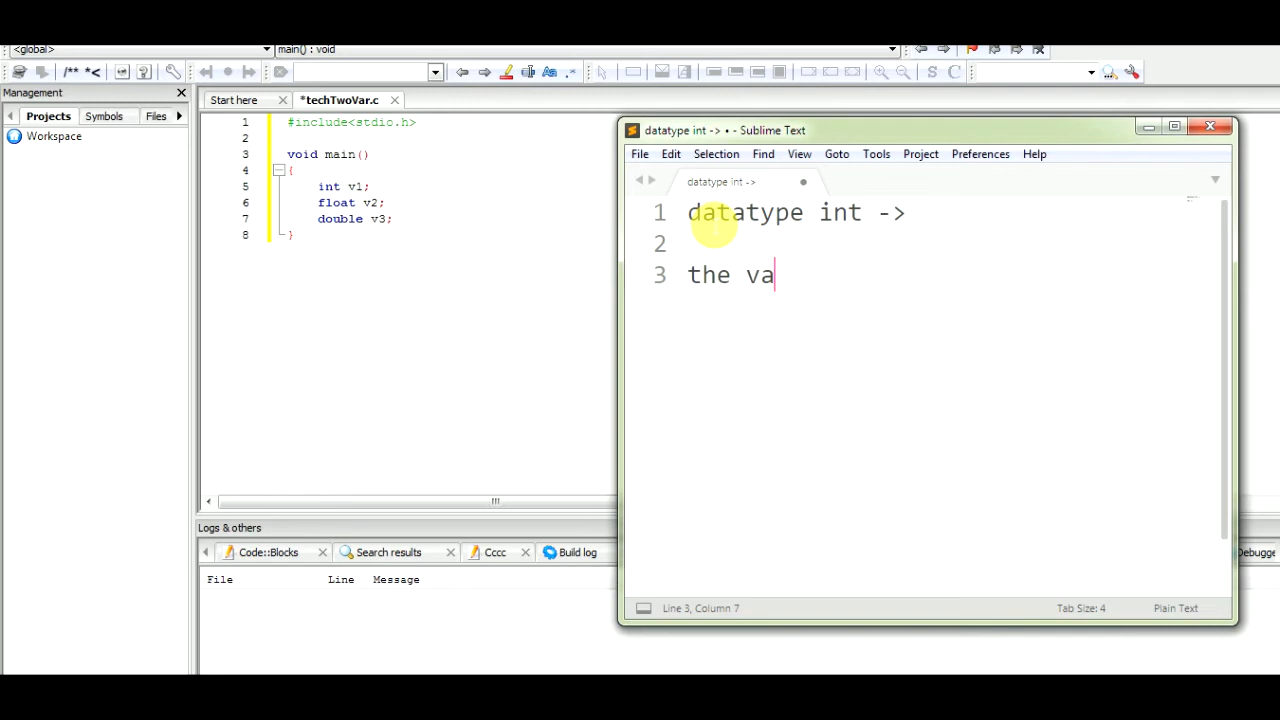 <global>
main() : void
/** *<
Management
Start here
*techTwoVar.c
Projects
Symbols
Files
Workspace
1 #include<stdio.h>
2
3 void main()
4 {
5 int v1;
6 float v2;
7 double v3;
8 }
datatype int -> • - Sublime Text
File Edit Selection Find View Goto Tools Project Preferences Help
datatype int ->
1 datatype int ->
2
3 the va
Line 3, Column 7
Tab Size: 4
Plain Text
Logs & others
Code::Blocks
Search results
Cccc
Build log
Debugge
File Line Message